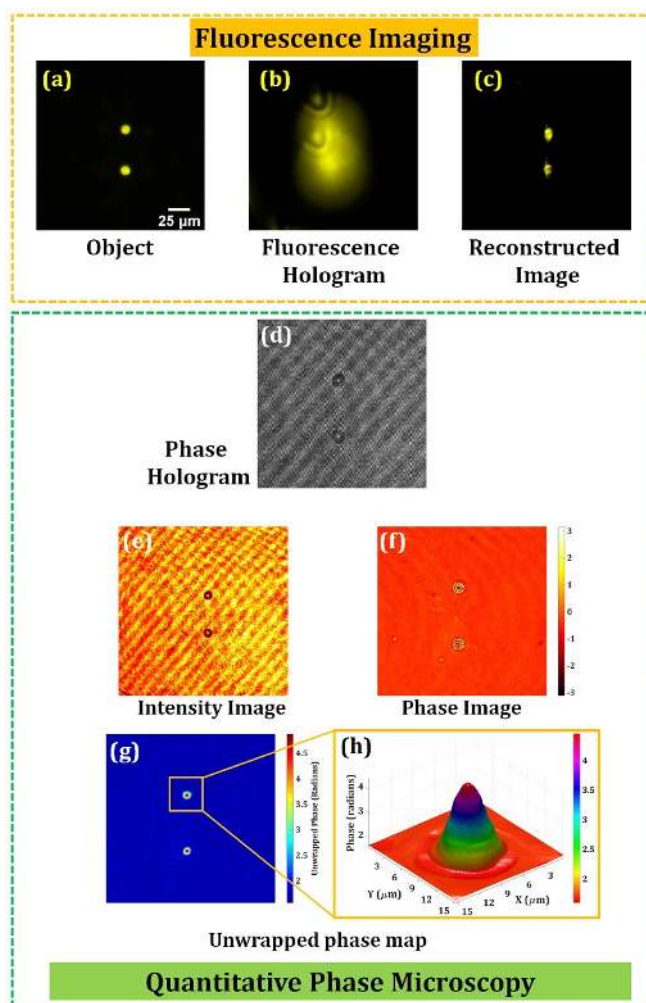 Fluorescence Imaging
(a)
(b)
(c)
25 μm
Object
Fluorescence
Hologram
Reconstructed
Image
(d)
Phase
Hologram
(e)
(f)
3
2
1
0
-1
-2
-3
Intensity Image
Phase Image
(g)
4.5
4
3.5
3
2.5
2
Unwrapped Phase (Radians)
(h)
Phase (radians)
4
3
2
3
6
9
12
15
Y (μm)
15
12
9
6
3
X (μm)
4
3.5
3
2.5
2
Unwrapped phase map
Quantitative Phase Microscopy